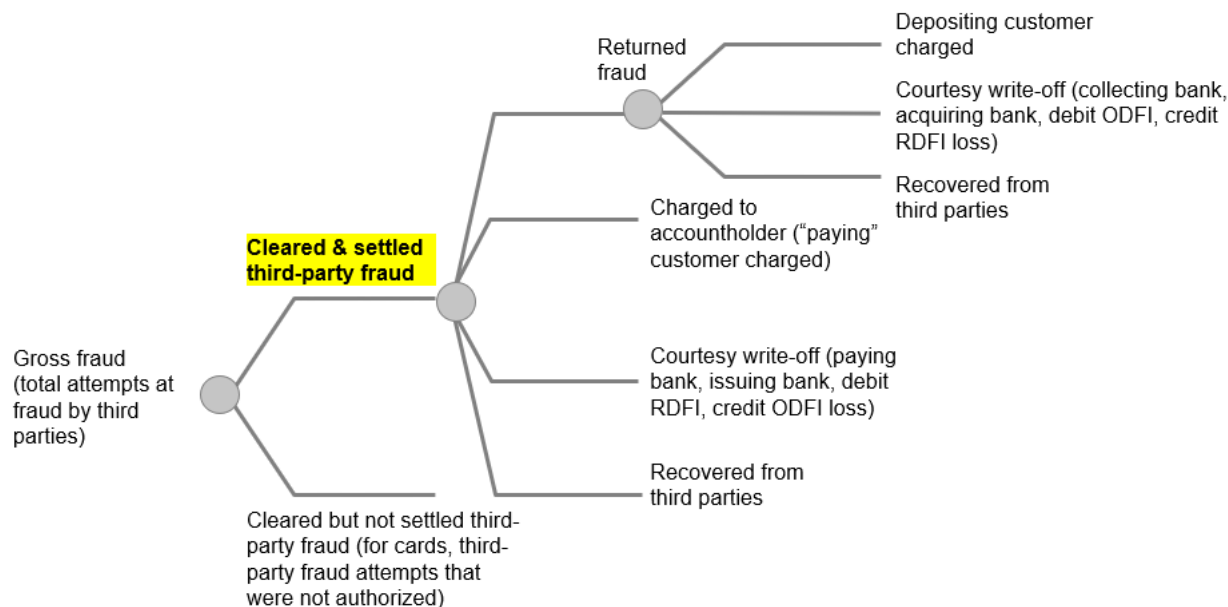 Depositing customer
charged
Returned
fraud
Courtesy write-off (collecting bank,
acquiring bank, debit ODFI, credit
RDFI loss)
Recovered from
third parties
Charged to
accountholder (“paying”
customer charged)
Cleared & settled
third-party fraud
Gross fraud
(total attempts at
fraud by third
parties)
Courtesy write-off (paying
bank, issuing bank, debit
RDFI, credit ODFI loss)
Recovered from
third parties
Cleared but not settled third-
party fraud (for cards, third-
party fraud attempts that
were not authorized)